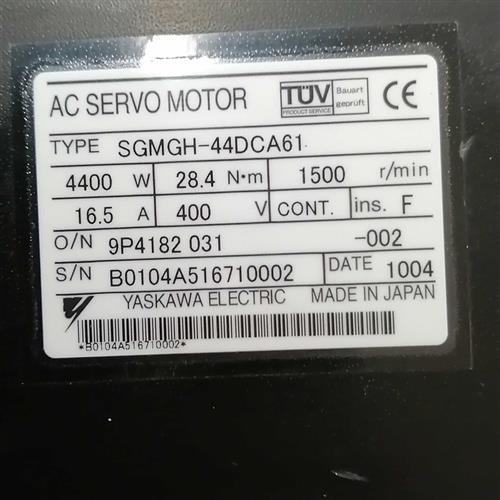 AC SERVO MOTOR TÜV PRODUCT SERVICE Bauart geprüft CE
TYPE SGMGH-44DCA61
4400 W 28.4 N·m 1500 r/min
16.5 A 400 V CONT. ins. F
O/N 9P4182 031 -002
S/N B0104A516710002 DATE 1004
YASKAWA ELECTRIC MADE IN JAPAN
*B0104A516710002*